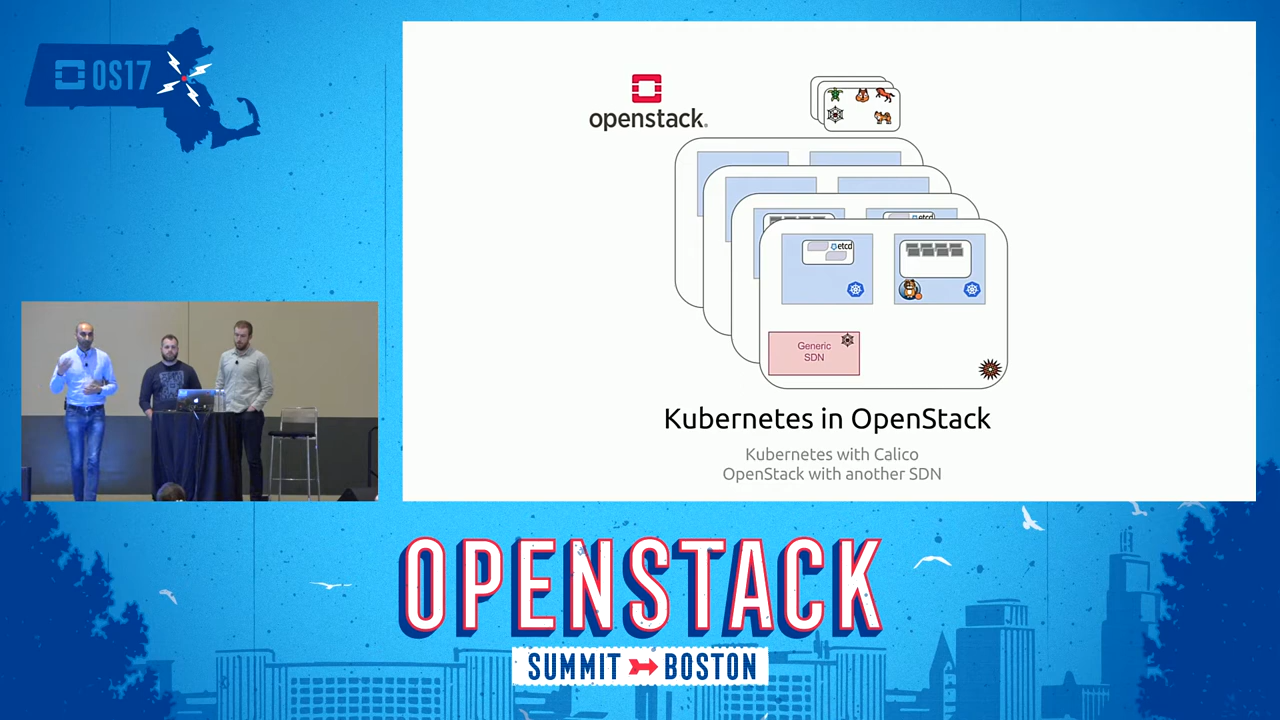 OS17
openstack.
etcd
etcd
Generic
SDN
Kubernetes in OpenStack
Kubernetes with Calico
OpenStack with another SDN
OPENSTACK
SUMMIT BOSTON